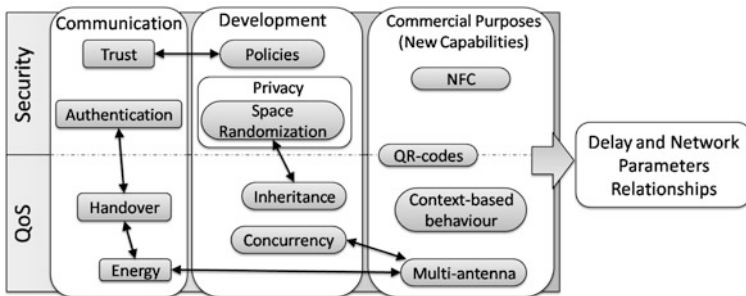 Communication
Development
Commercial Purposes
(New Capabilities)
Security
Trust
Policies
NFC
Privacy
Space
Randomization
Authentication
QR-codes
Delay and Network
Parameters
Relationships
QoS
Handover
Inheritance
Context-based
behaviour
Concurrency
Energy
Multi-antenna